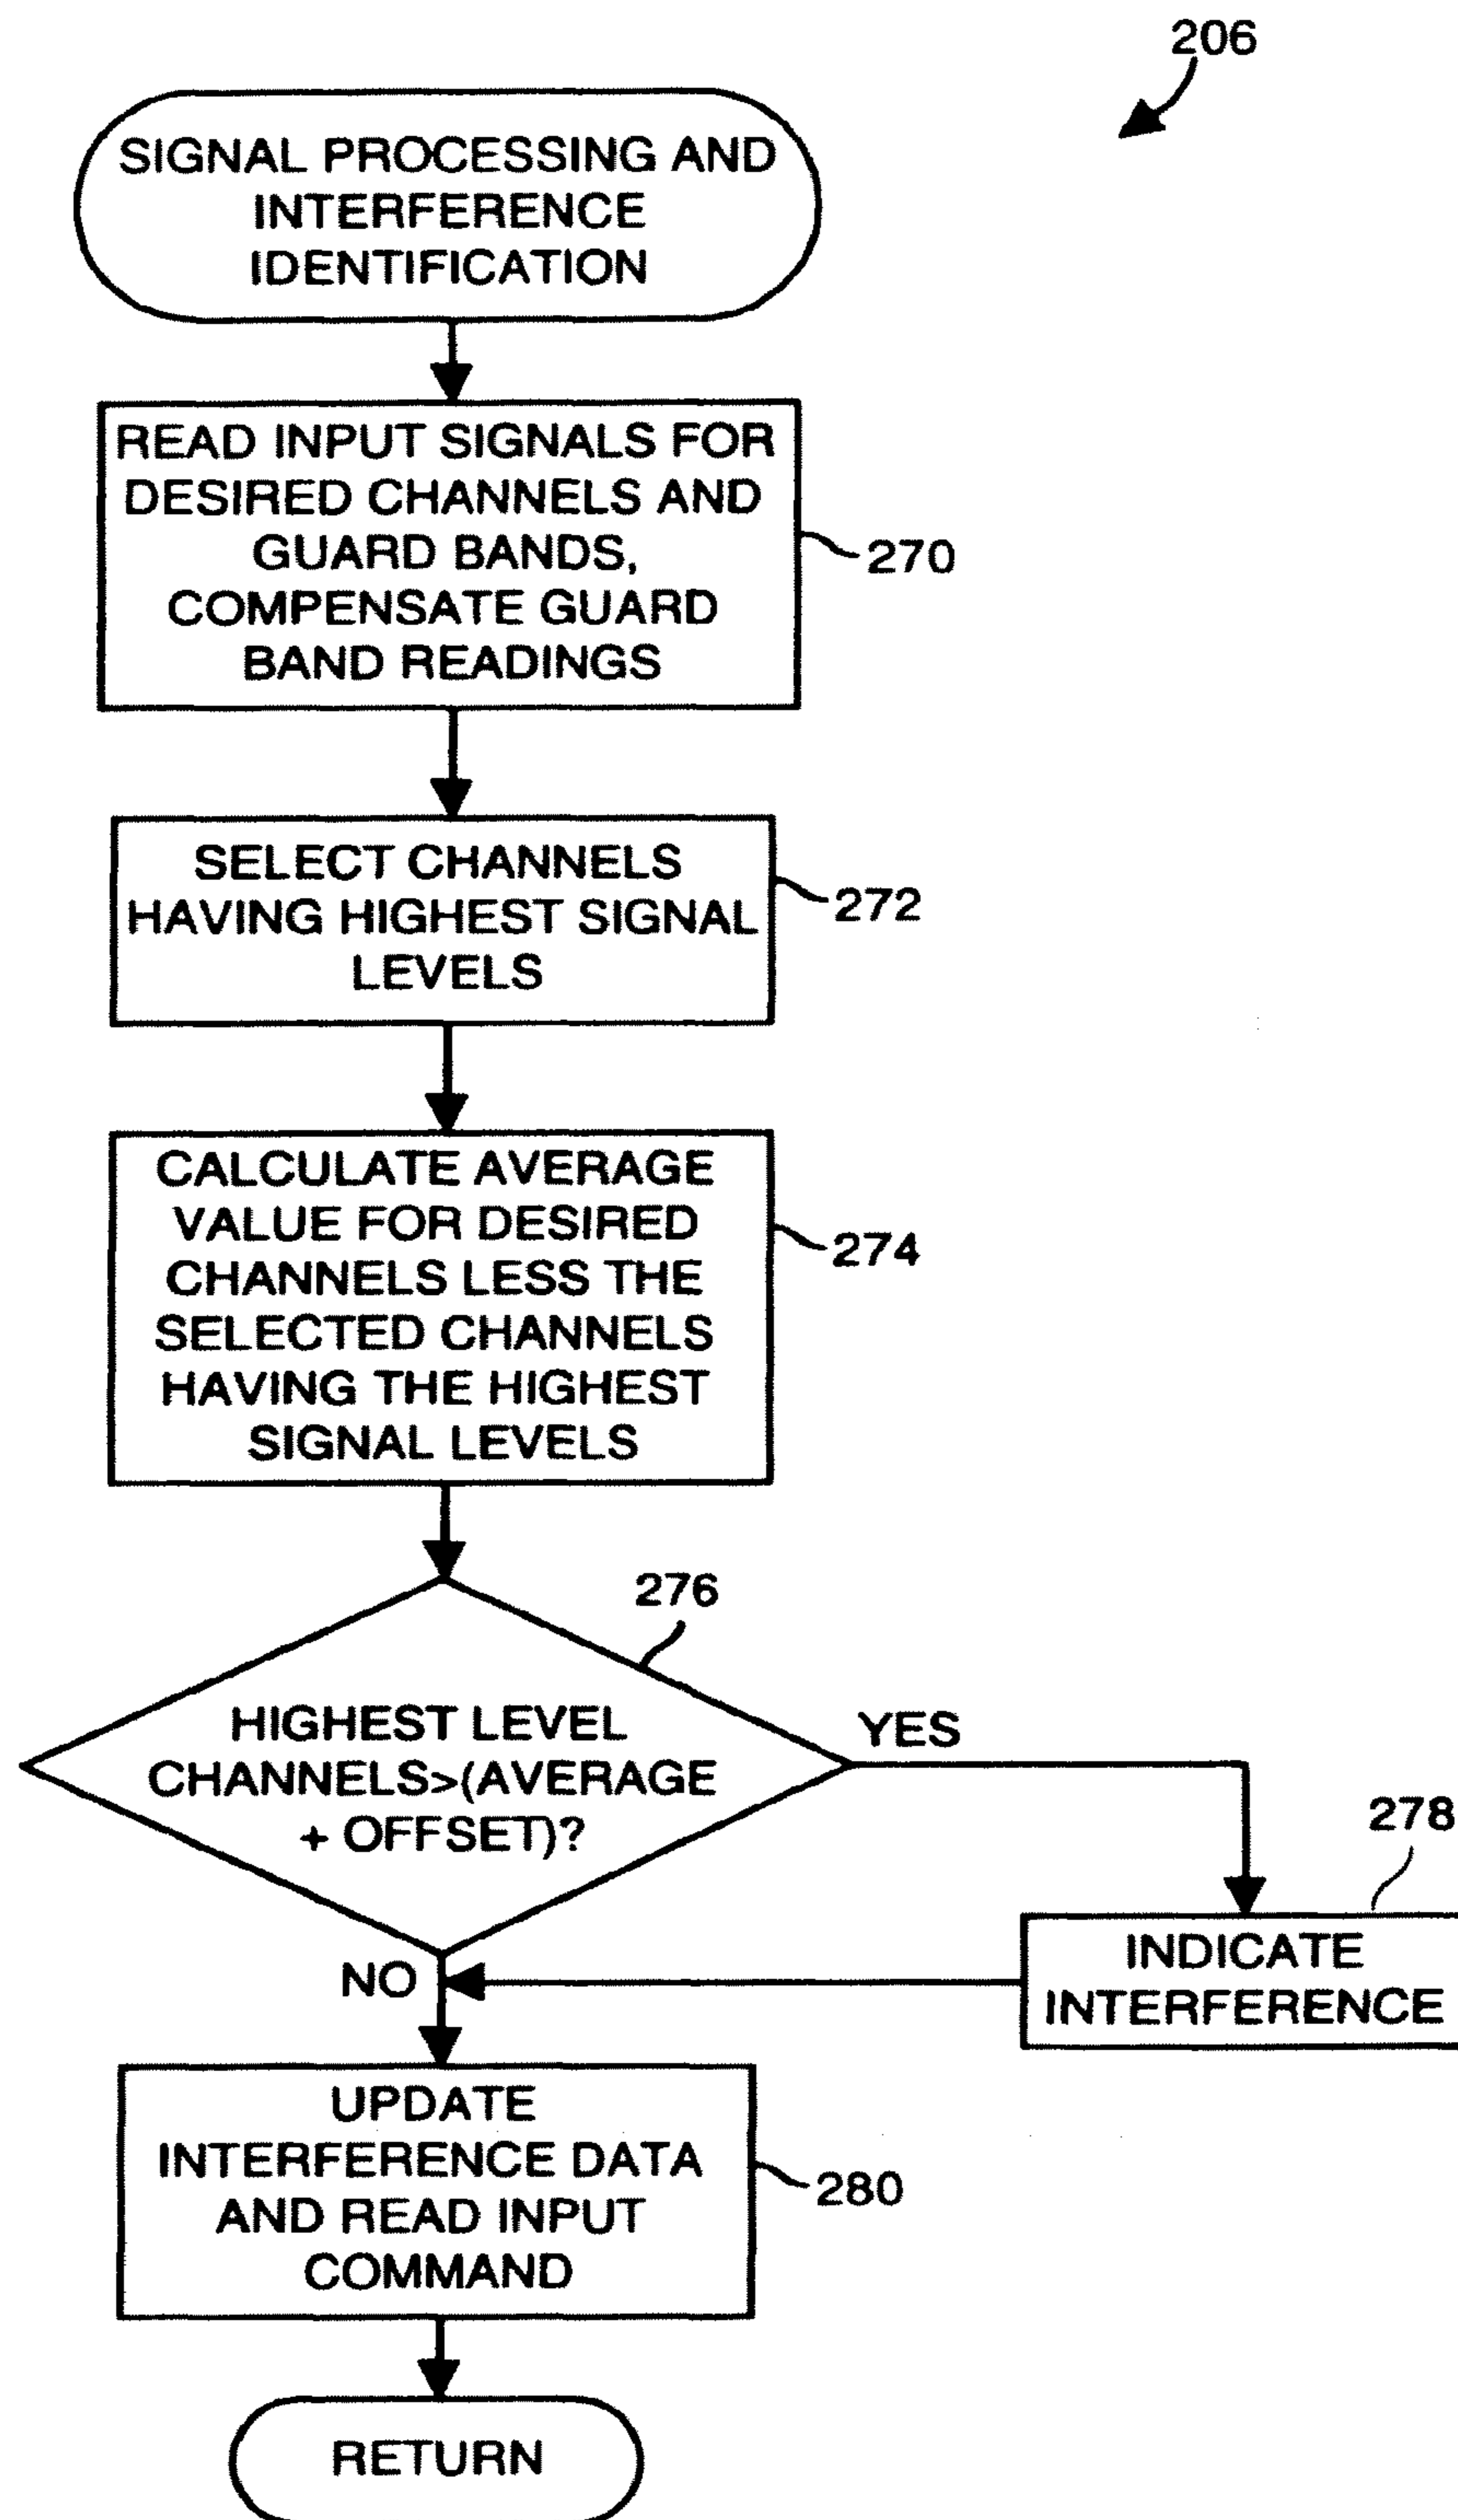 206
SIGNAL PROCESSING AND
INTERFERENCE
IDENTIFICATION
READ INPUT SIGNALS FOR
DESIRED CHANNELS AND
GUARD BANDS,
COMPENSATE GUARD
BAND READINGS
270
SELECT CHANNELS
HAVING HIGHEST SIGNAL
LEVELS
272
CALCULATE AVERAGE
VALUE FOR DESIRED
CHANNELS LESS THE
SELECTED CHANNELS
HAVING THE HIGHEST
SIGNAL LEVELS
274
276
HIGHEST LEVEL
CHANNELS>(AVERAGE
+ OFFSET)?
YES
278
INDICATE
INTERFERENCE
NO
UPDATE
INTERFERENCE DATA
AND READ INPUT
COMMAND
280
RETURN